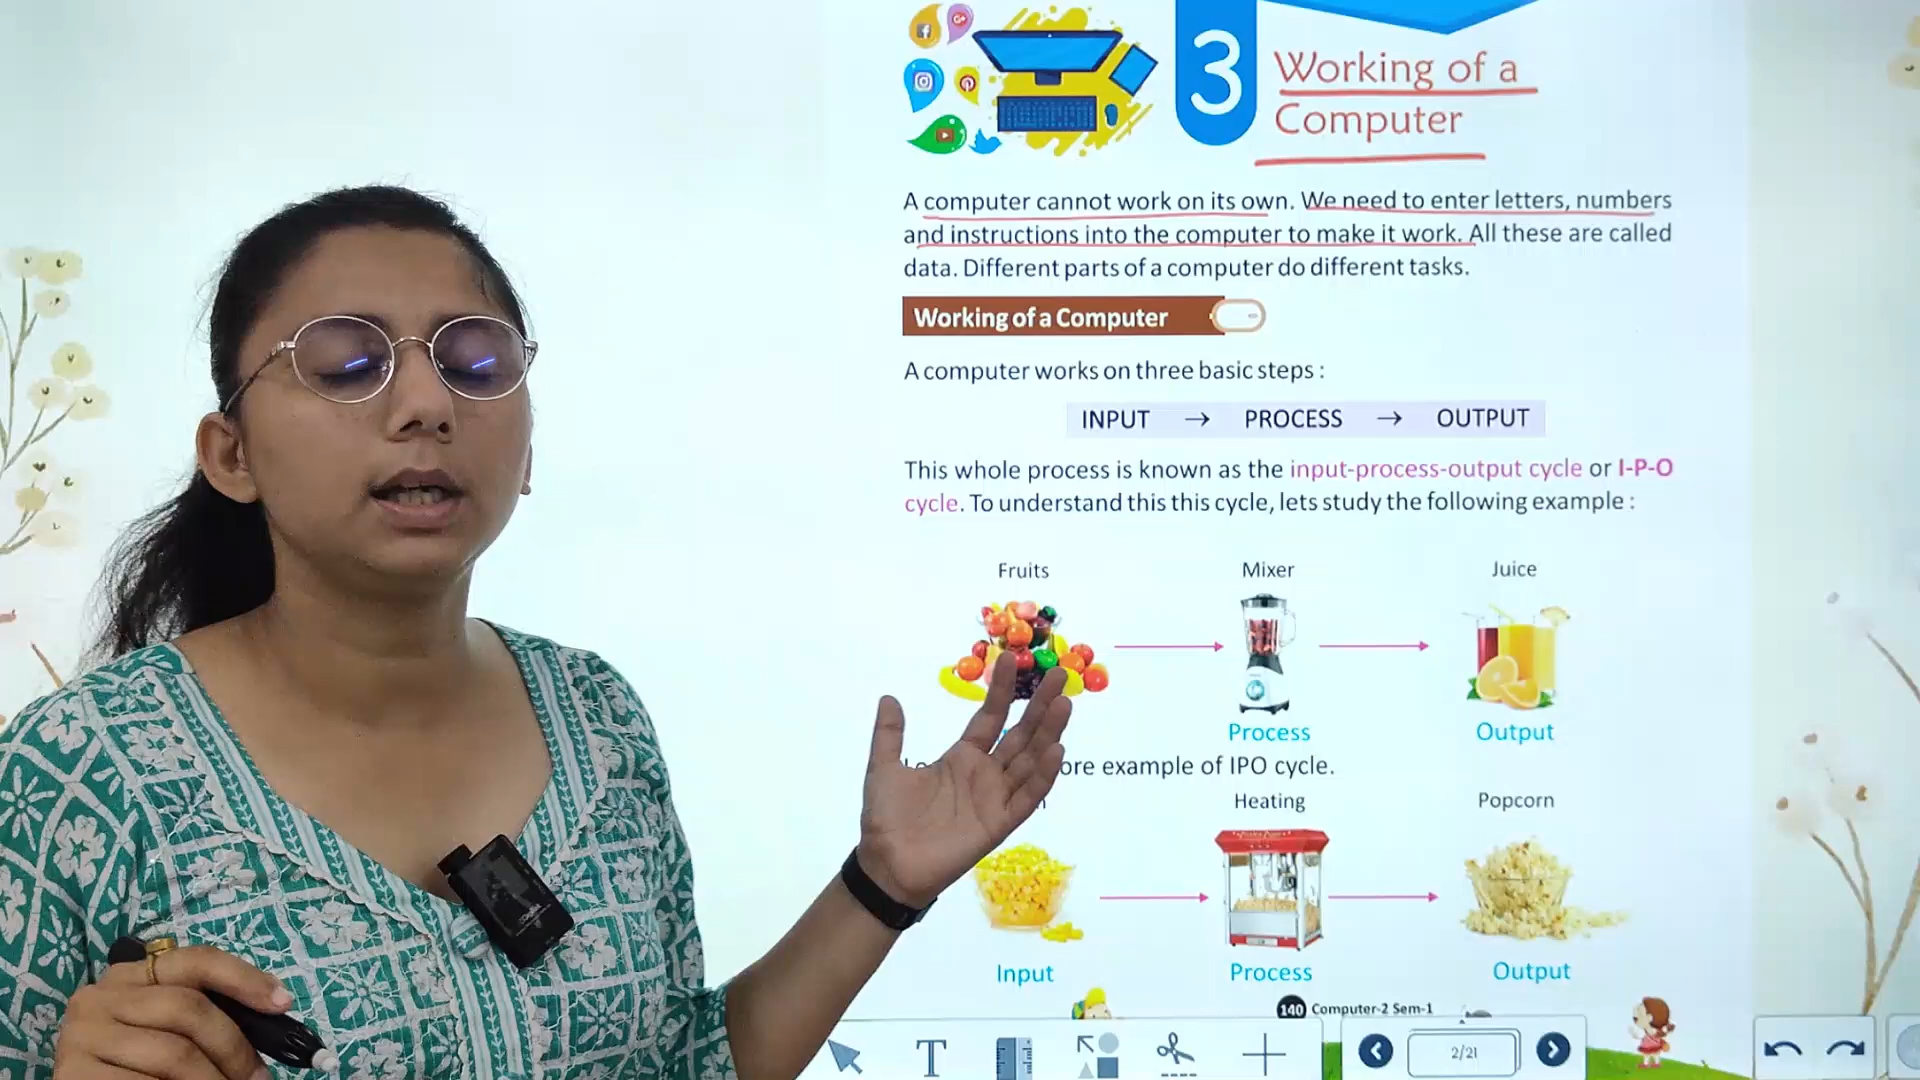 3
Working of a
Computer
A computer cannot work on its own. We need to enter letters, numbers
and instructions into the computer to make it work. All these are called
data. Different parts of a computer do different tasks.
Working of a Computer
A computer works on three basic steps :
INPUT → PROCESS → OUTPUT
This whole process is known as the input-process-output cycle or I-P-O
cycle. To understand this this cycle, lets study the following example :
Fruits Mixer Juice
Process Output
example of IPO cycle.
Heating Popcorn
Input Process Output
140 Computer-2 Sem-1
T 2/21